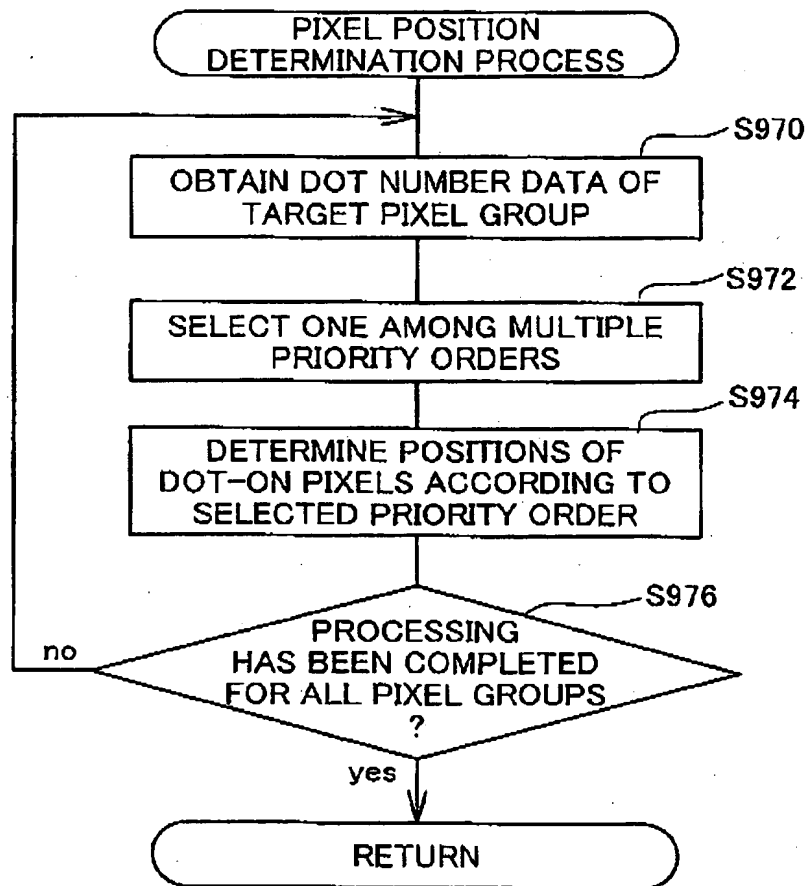 PIXEL POSITION
DETERMINATION PROCESS
S970
OBTAIN DOT NUMBER DATA OF
TARGET PIXEL GROUP
S972
SELECT ONE AMONG MULTIPLE
PRIORITY ORDERS
S974
DETERMINE POSITIONS OF
DOT-ON PIXELS ACCORDING TO
SELECTED PRIORITY ORDER
S976
PROCESSING
HAS BEEN COMPLETED
FOR ALL PIXEL GROUPS
?
no
yes
RETURN